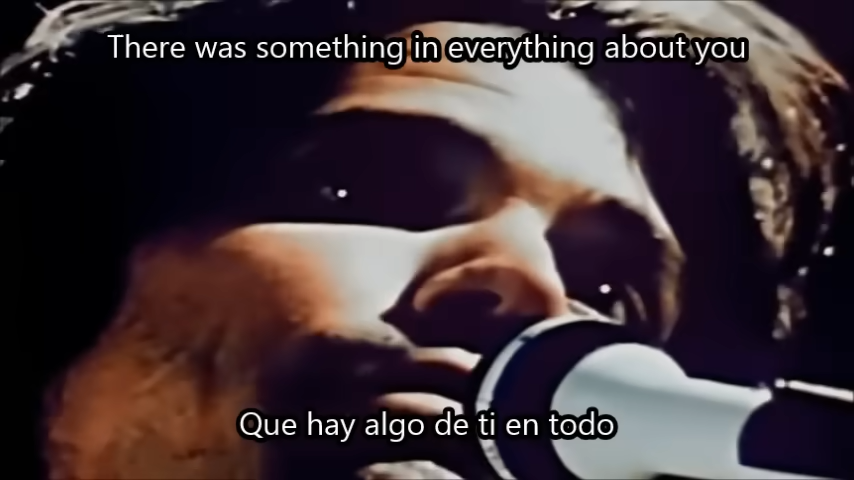 There was something in everything about you
Que hay algo de ti en todo